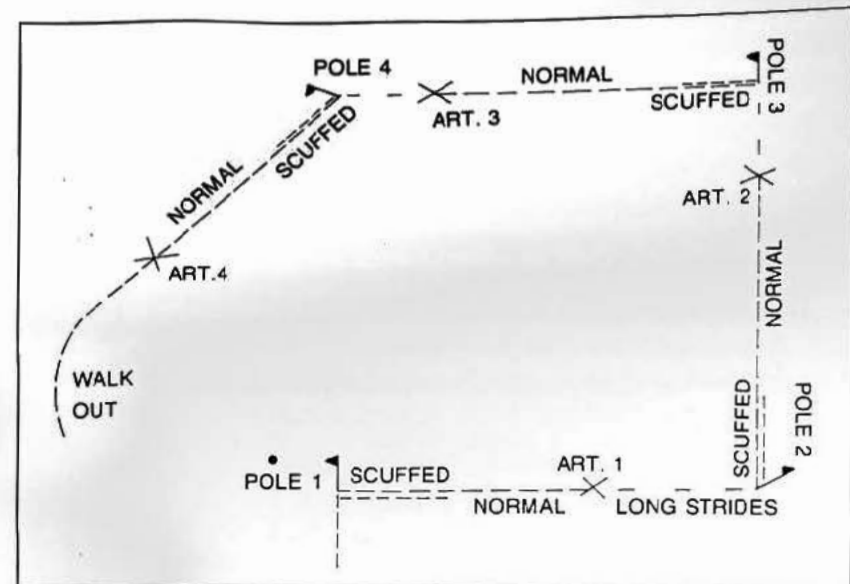 POLE 4
NORMAL
POLE 3
SCUFFED
ART. 3
SCUFFED
NORMAL
ART. 2
ART.4
NORMAL
WALK
OUT
SCUFFED
POLE 2
POLE 1
SCUFFED
ART. 1
NORMAL
LONG STRIDES